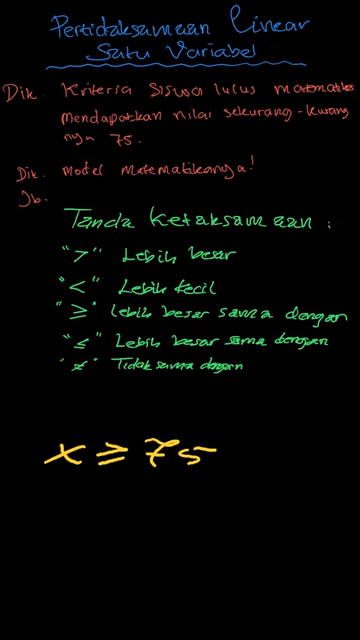 Pertidaksamaan Linear
Satu Variabel
Dik. Kriteria siswa lulus matematika
mendapatkan nilai sekurang-kurang
nya 75.
Dit. Model matematikanya!
Jb.
Tanda Ketaksamaan :
">" Lebih besar
"<" Lebih kecil
"≥" lebih besar sama dengan
"≤" Lebih besar sama dengan
"≠" Tidak sama dengan
x ≥ 75